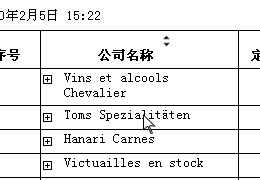 0年2月5日 15:22
序号 公司名称
Vins et alcools
Chevalier
Toms Spezialitäten
Hanari Carnes
Victuailles en stock